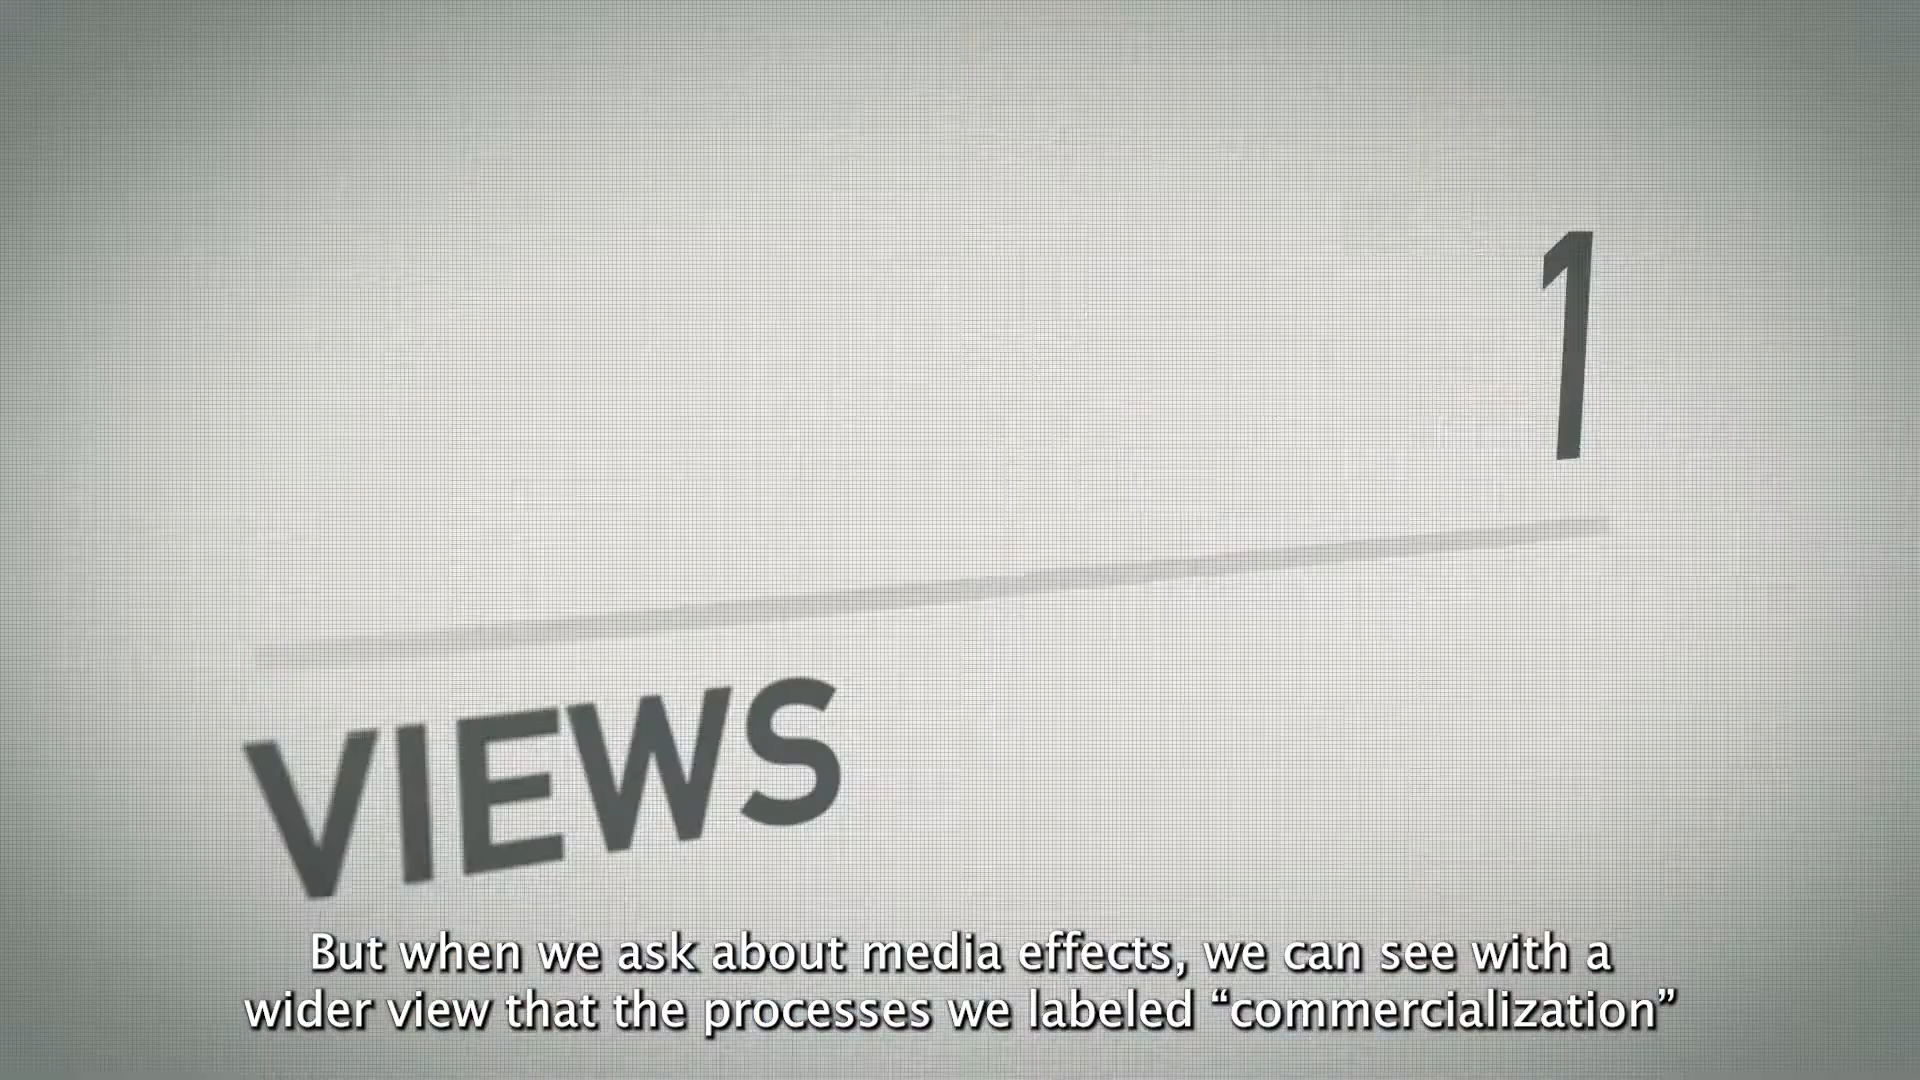 1
VIEWS
But when we ask about media effects, we can see with a
wider view that the processes we labeled “commercialization”